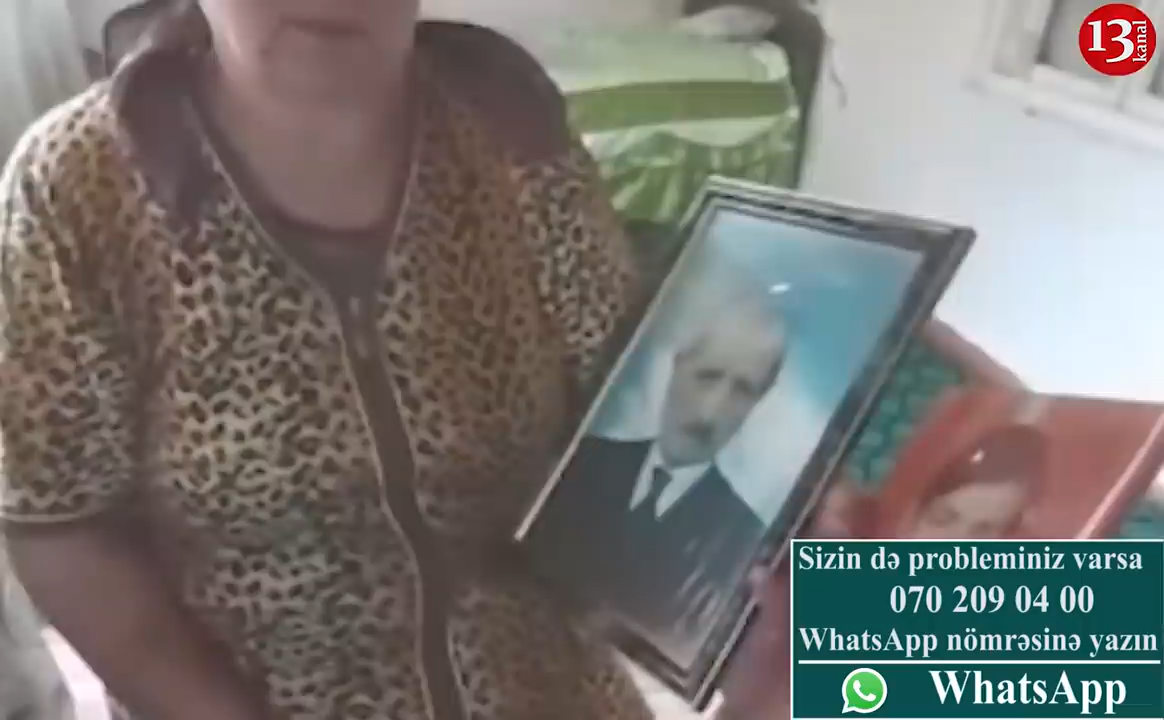 13
kanal
Sizin də probleminiz varsa
070 209 04 00
WhatsApp nömrəsinə yazın
WhatsApp